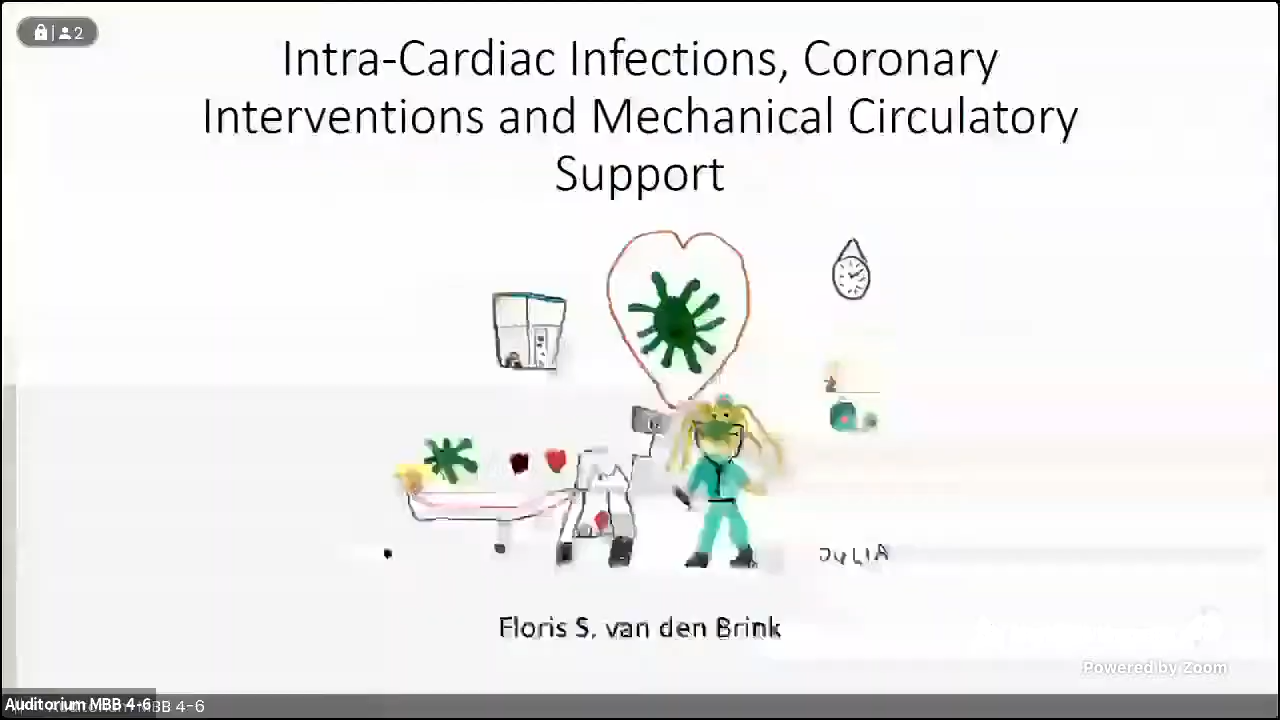 2
Intra-Cardiac Infections, Coronary
Interventions and Mechanical Circulatory
Support
JULIA
Floris S. van den Brink
Powered by Zoom
Auditorium MBB 4-6